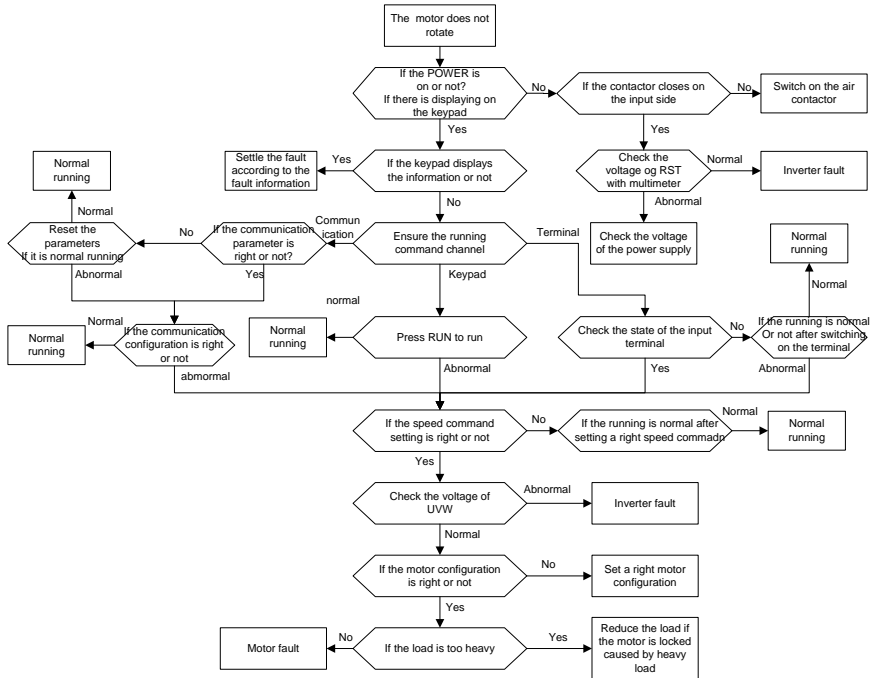 The motor does not
rotate
If the POWER is
on or not?
If there is displaying on
the keypad
No
If the contactor closes on
the input side
No
Switch on the air
contactor
Yes
Yes
Settle the fault
according to the
fault information
Yes
If the keypad displays
the information or not
Check the
voltage og RST
with multimeter
Normal
Inverter fault
Normal
running
No
Abnormal
Normal
Reset the
parameters
If it is normal running
No
If the communication
parameter is
right or not?
Commun
ication
Ensure the running
command channel
Terminal
Check the voltage
of the power supply
Normal
running
Abnormal
Yes
Keypad
Normal
Normal
running
Normal
If the communication
configuration is right
or not
normal
Normal
running
Press RUN to run
Check the state of the input
terminal
No
If the running is normal
Or not after switching
on the terminal
abmormal
Abnormal
Yes
Abnormal
If the speed command
setting is right or not
No
If the running is normal after
setting a right speed commadn
Normal
Normal
running
Yes
Check the voltage of
UVW
Abnormal
Inverter fault
Normal
If the motor configuration
is right or not
No
Set a right motor
configuration
Yes
Motor fault
No
If the load is too heavy
Yes
Reduce the load if
the motor is locked
caused by heavy
load